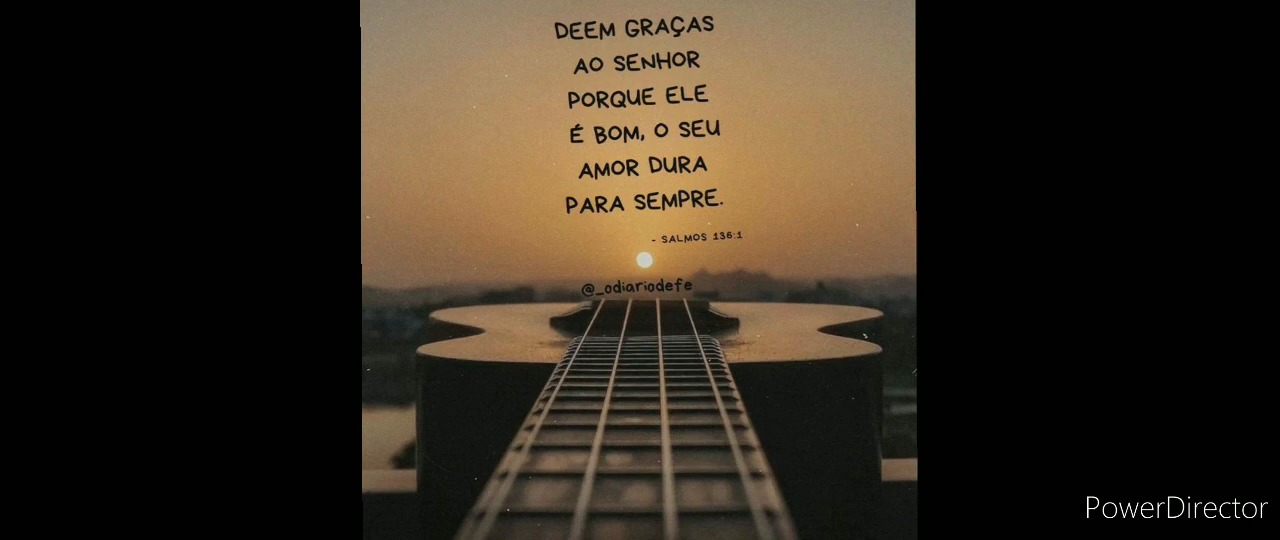 DEEM GRAÇAS
AO SENHOR
PORQUE ELE
É BOM, O SEU
AMOR DURA
PARA SEMPRE.
- SALMOS 136:1
@_odiariodefe
PowerDirector